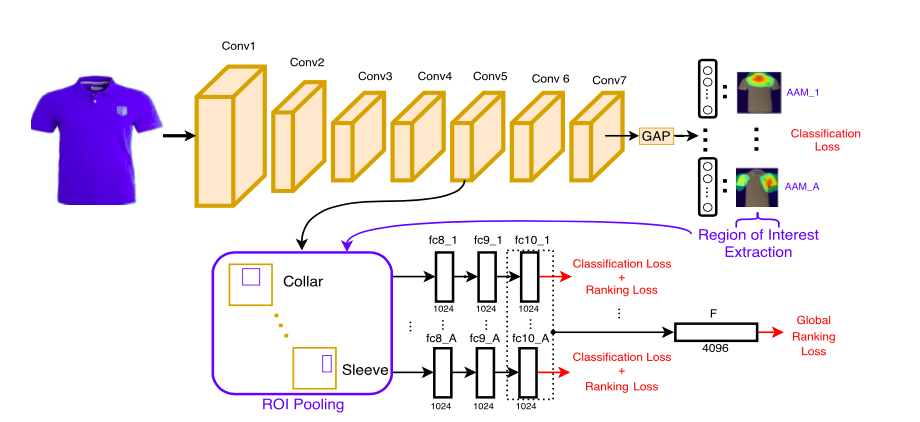 Conv1
Conv2
Conv3
Conv4
Conv5
Conv 6
Conv7
GAP
AAM_1
Classification
Loss
AAM_A
Region of Interest
Extraction
fc8_1
fc9_1
fc10_1
Collar
Sleeve
ROI Pooling
1024
1024
1024
fc8_A
fc9_A
fc10_A
1024
1024
1024
Classification Loss
+
Ranking Loss
Classification Loss
+
Ranking Loss
F
4096
Global
Ranking
Loss